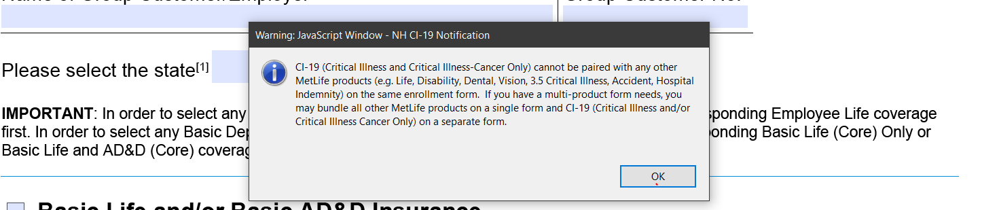 Name of Group Customer/Employer
Group Customer No.
Warning: JavaScript Window - NH CI-19 Notification
CI-19 (Critical Illness and Critical Illness-Cancer Only) cannot be paired with any other
MetLife products (e.g. Life, Disability, Dental, Vision, 3.5 Critical Illness, Accident, Hospital
Indemnity) on the same enrollment form.  If you have a multi-product form needs, you
may bundle all other MetLife products on a single form and CI-19 (Critical Illness and/or
Critical Illness Cancer Only) on a separate form.
OK
Please select the state[1]
IMPORTANT: In order to select any sponding Employee Life coverage
first. In order to select any Basic Dep ponding Basic Life (Core) Only or
Basic Life and AD&D (Core) coverag
Basic Life and/or Basic AD&D Insurance